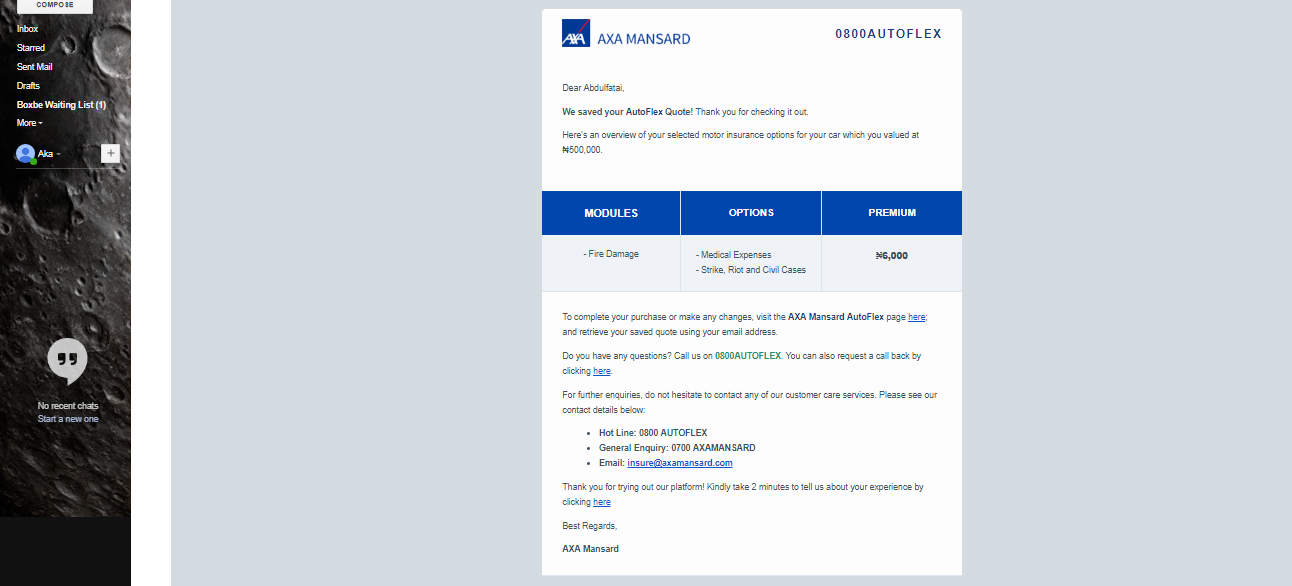 COMPOSE
Inbox
Starred
Sent Mail
Drafts
Boxbe Waiting List (1)
More
Aka
+
No recent chats
Start a new one
AXA
AXA MANSARD
0800AUTOFLEX
Dear Abdulfatai,
We saved your AutoFlex Quote! Thank you for checking it out.
Here's an overview of your selected motor insurance options for your car which you valued at
₦500,000.
MODULES OPTIONS PREMIUM
- Fire Damage
- Medical Expenses
- Strike, Riot and Civil Cases
₦6,000
To complete your purchase or make any changes, visit the AXA Mansard AutoFlex page here;
and retrieve your saved quote using your email address.
Do you have any questions? Call us on 0800AUTOFLEX. You can also request a call back by
clicking here.
For further enquiries, do not hesitate to contact any of our customer care services. Please see our
contact details below:
• Hot Line: 0800 AUTOFLEX
• General Enquiry: 0700 AXAMANSARD
• Email: insure@axamansard.com
Thank you for trying out our platform! Kindly take 2 minutes to tell us about your experience by
clicking here
Best Regards,
AXA Mansard